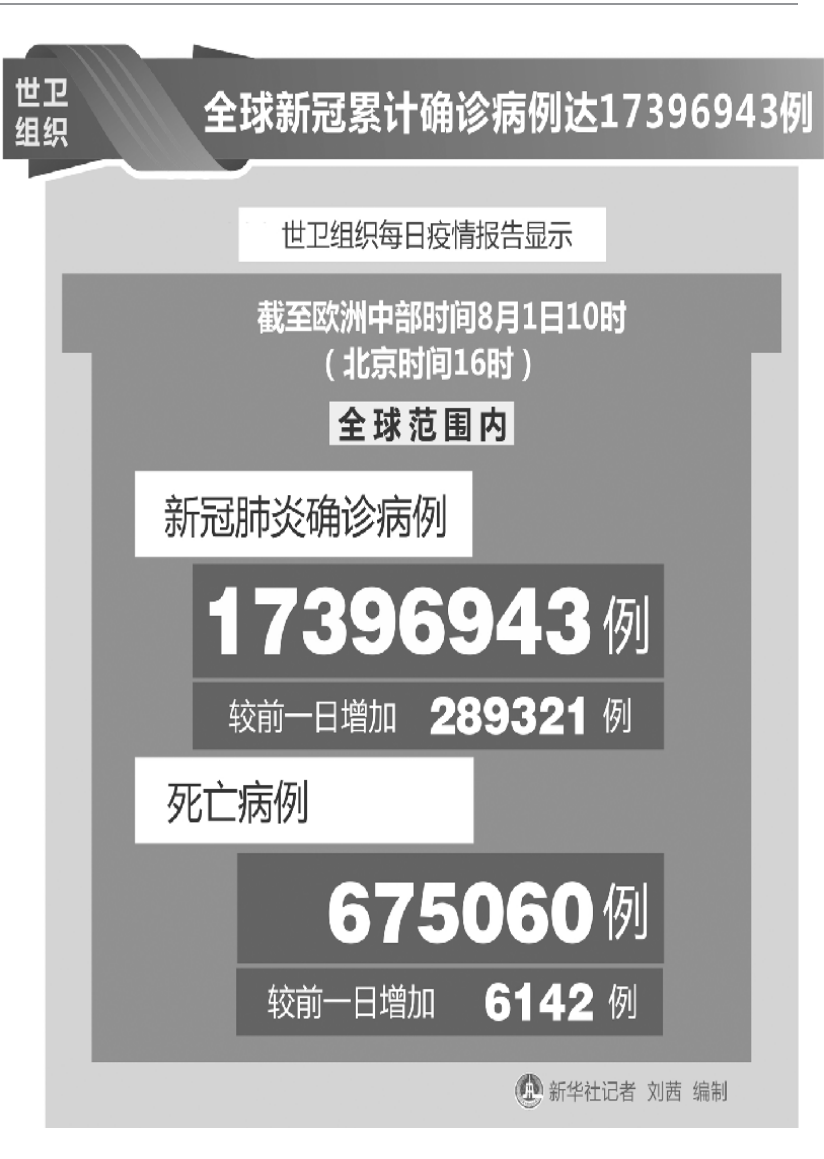 世卫
组织
全球新冠累计确诊病例达17396943例
世卫组织每日疫情报告显示
截至欧洲中部时间8月1日10时
（北京时间16时）
全球范围内
新冠肺炎确诊病例
17396943例
较前一日增加 289321 例
死亡病例
675060例
较前一日增加 6142 例
新华社记者 刘茜 编制